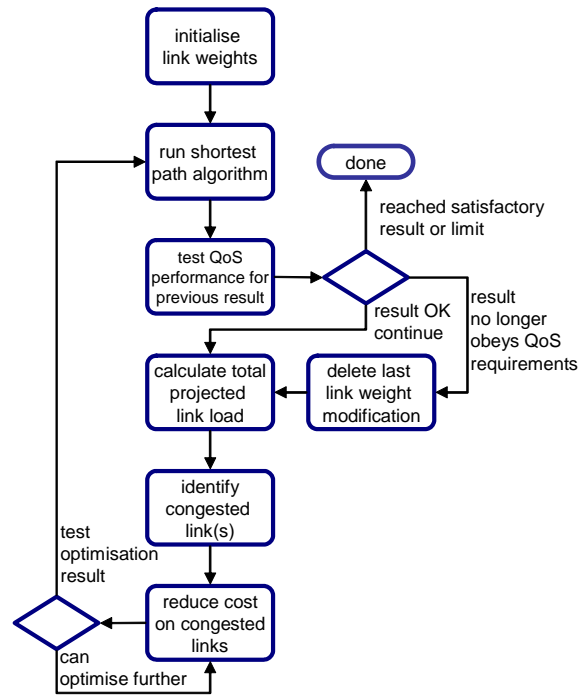 initialise
link weights
run shortest
path algorithm
done
reached satisfactory
result or limit
test QoS
performance for
previous result
result OK
continue
result
no longer
obeys QoS
requirements
calculate total
projected
link load
delete last
link weight
modification
identify
congested
link(s)
test
optimisation
result
reduce cost
on congested
links
can
optimise further